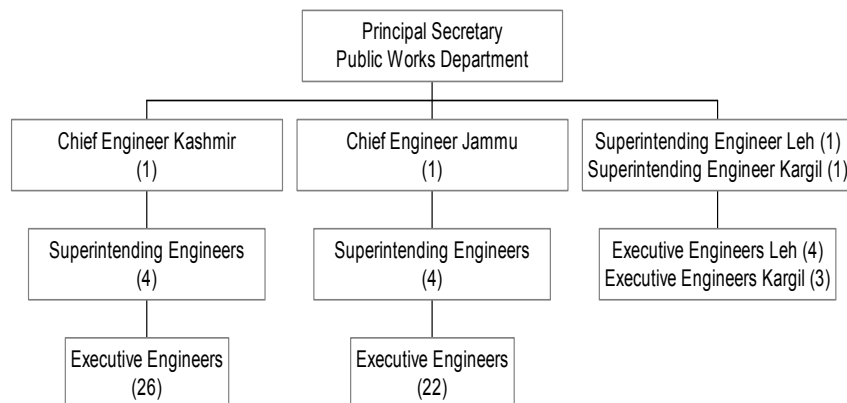 Principal Secretary
Public Works Department
Chief Engineer Kashmir
(1)
Chief Engineer Jammu
(1)
Superintending Engineer Leh (1)
Superintending Engineer Kargil (1)
Superintending Engineers
(4)
Superintending Engineers
(4)
Executive Engineers Leh (4)
Executive Engineers Kargil (3)
Executive Engineers
(26)
Executive Engineers
(22)